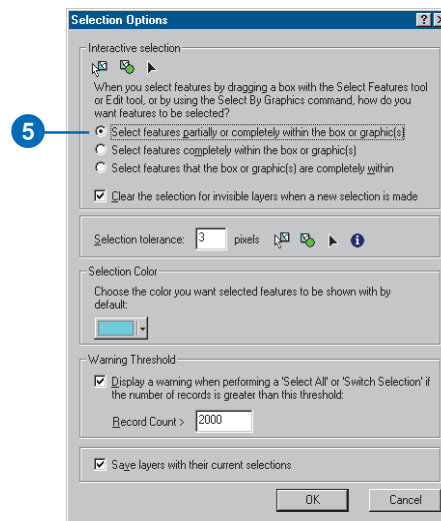 Selection Options
Interactive selection
When you select features by dragging a box with the Select Features tool
or Edit tool, or by using the Select By Graphics command, how do you
want features to be selected?
5
Select features partially or completely within the box or graphic(s)
Select features completely within the box or graphic(s)
Select features that the box or graphic(s) are completely within
Clear the selection for invisible layers when a new selection is made
Selection tolerance: 3 pixels
Selection Color
Choose the color you want selected features to be shown with by
default:
Warning Threshold
Display a warning when performing a 'Select All' or 'Switch Selection' if
the number of records is greater than this threshold:
Record Count > 2000
Save layers with their current selections
OK Cancel